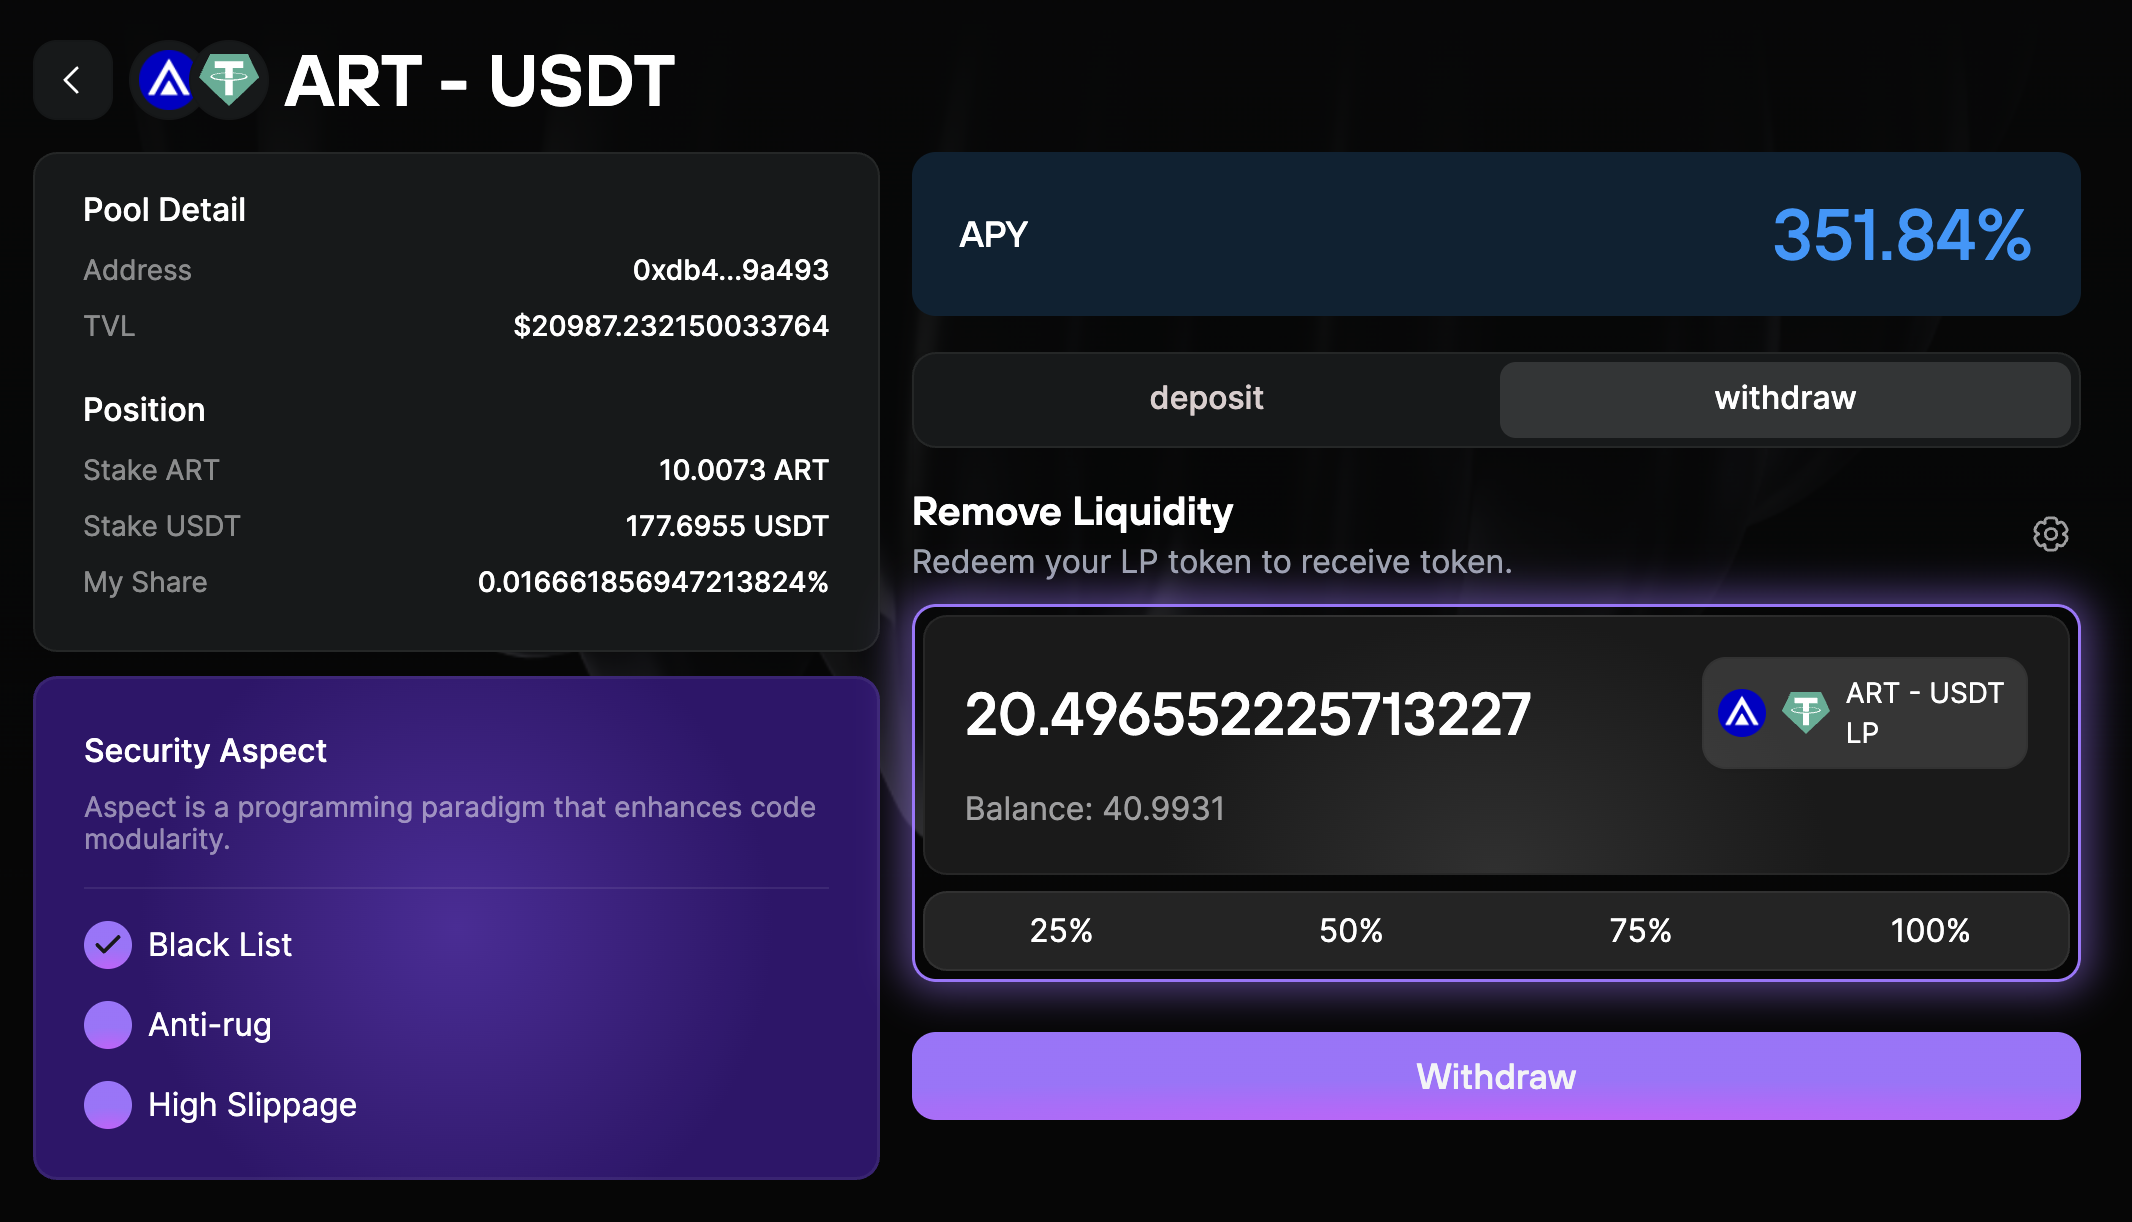 ART - USDT
Pool Detail
Address 0xdb4...9a493
TVL $20987.232150033764
Position
Stake ART 10.0073 ART
Stake USDT 177.6955 USDT
My Share 0.016661856947213824%
Security Aspect
Aspect is a programming paradigm that enhances code
modularity.
Black List
Anti-rug
High Slippage
APY 351.84%
deposit withdraw
Remove Liquidity
Redeem your LP token to receive token.
20.496552225713227
ART - USDT
LP
Balance: 40.9931
25% 50% 75% 100%
Withdraw